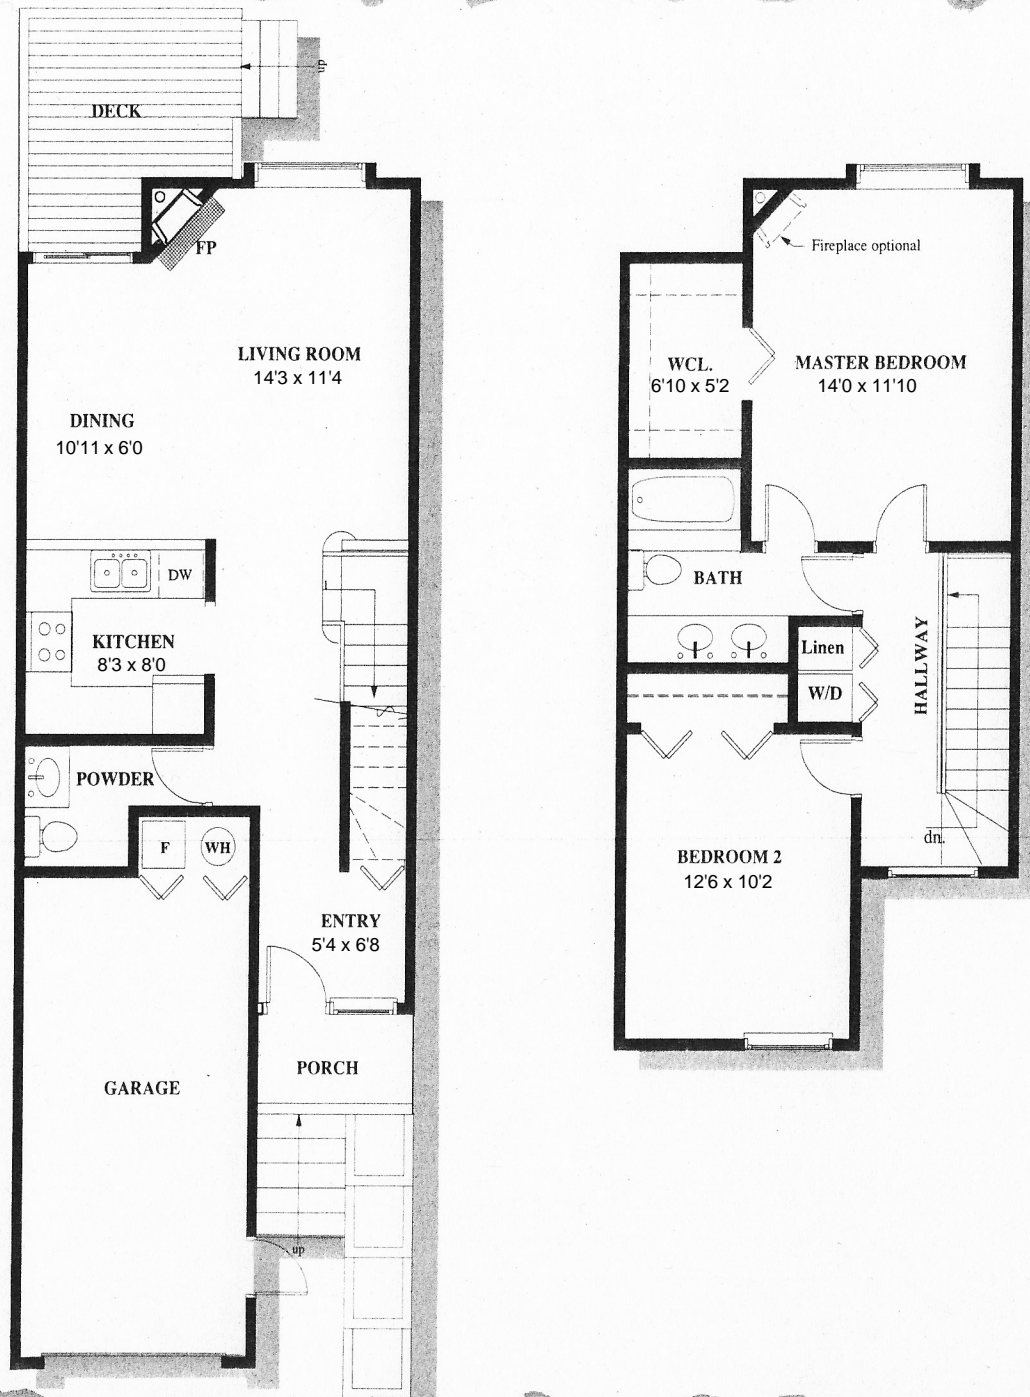 up
DECK
FP
LIVING ROOM
14'3 x 11'4
DINING
10'11 x 6'0
DW
KITCHEN
8'3 x 8'0
POWDER
F
WH
ENTRY
5'4 x 6'8
PORCH
GARAGE
up
Fireplace optional
WCL.
6'10 x 5'2
MASTER BEDROOM
14'0 x 11'10
BATH
Linen
W/D
HALLWAY
dn.
BEDROOM 2
12'6 x 10'2